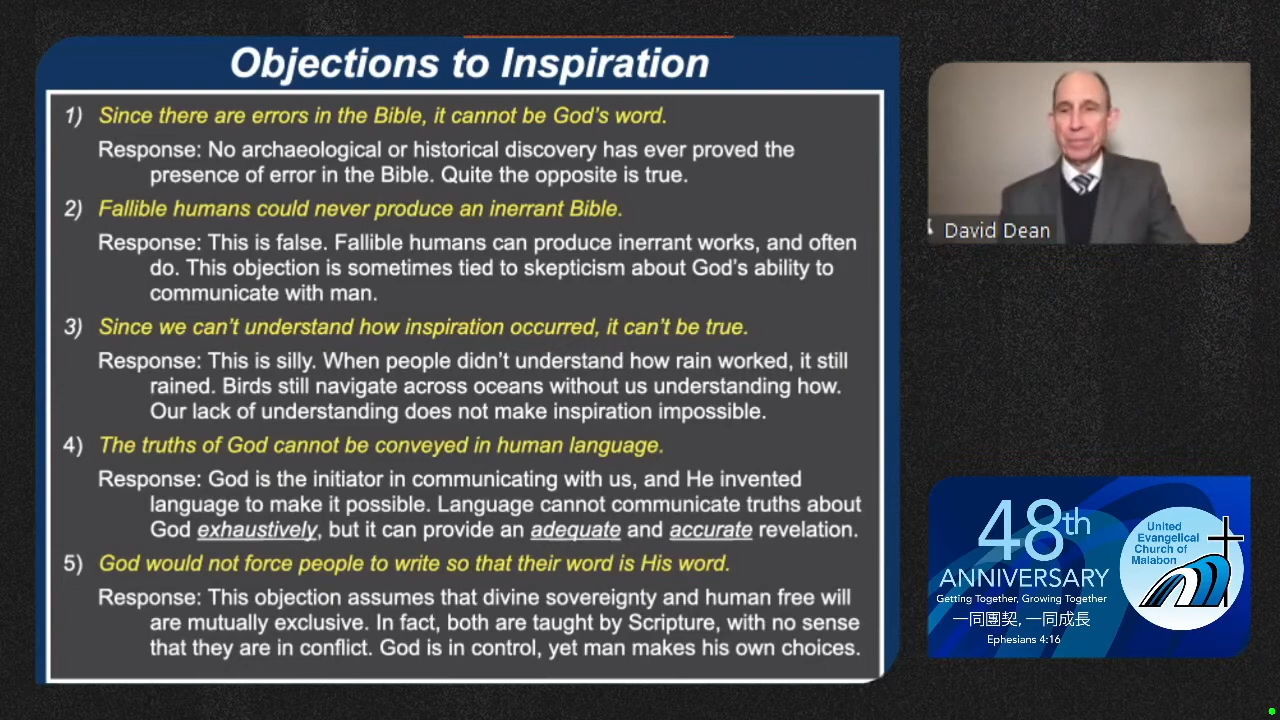 Objections to Inspiration
1) Since there are errors in the Bible, it cannot be God's word.
Response: No archaeological or historical discovery has ever proved the
presence of error in the Bible. Quite the opposite is true.
2) Fallible humans could never produce an inerrant Bible.
Response: This is false. Fallible humans can produce inerrant works, and often
do. This objection is sometimes tied to skepticism about God's ability to
communicate with man.
3) Since we can't understand how inspiration occurred, it can't be true.
Response: This is silly. When people didn't understand how rain worked, it still
rained. Birds still navigate across oceans without us understanding how.
Our lack of understanding does not make inspiration impossible.
4) The truths of God cannot be conveyed in human language.
Response: God is the initiator in communicating with us, and He invented
language to make it possible. Language cannot communicate truths about
God exhaustively, but it can provide an adequate and accurate revelation.
5) God would not force people to write so that their word is His word.
Response: This objection assumes that divine sovereignty and human free will
are mutually exclusive. In fact, both are taught by Scripture, with no sense
that they are in conflict. God is in control, yet man makes his own choices.
David Dean
48th
ANNIVERSARY
Getting Together, Growing Together
一同團契, 一同成長
Ephesians 4:16
United
Evangelical
Church of
Malabon